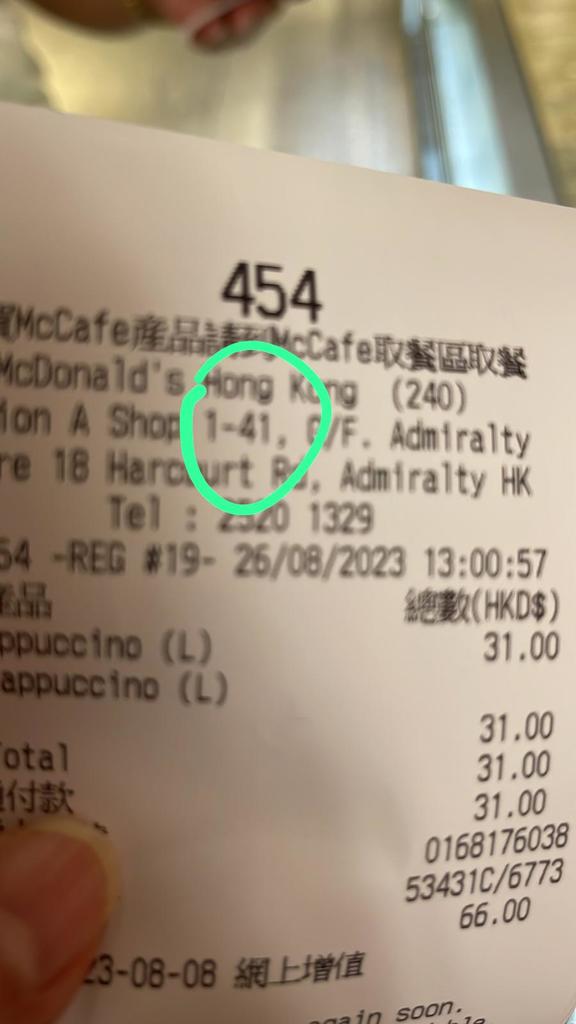 454
買McCafe產品請到McCafe取餐區取餐
McDonald's Hong Kong (240)
ion A Shop 1-41, G/F. Admiralty
re 18 Harcourt Rd, Admiralty HK
Tel : 2520 1329
54 -REG #19- 26/08/2023 13:00:57
產品 總數(HKD$)
ppuccino (L) 31.00
appuccino (L)
31.00
otal 31.00
付款 31.00
0168176038
53431C/6773
66.00
23-08-08 網上增值
again soon.